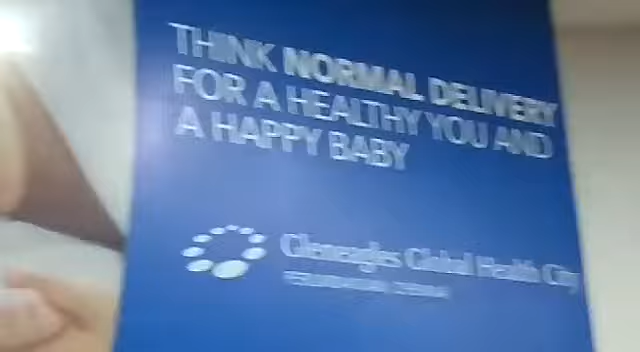 THINK NORMAL DELIVERY
FOR A HEALTHY YOU AND
A HAPPY BABY
Gleneagles Global Health City